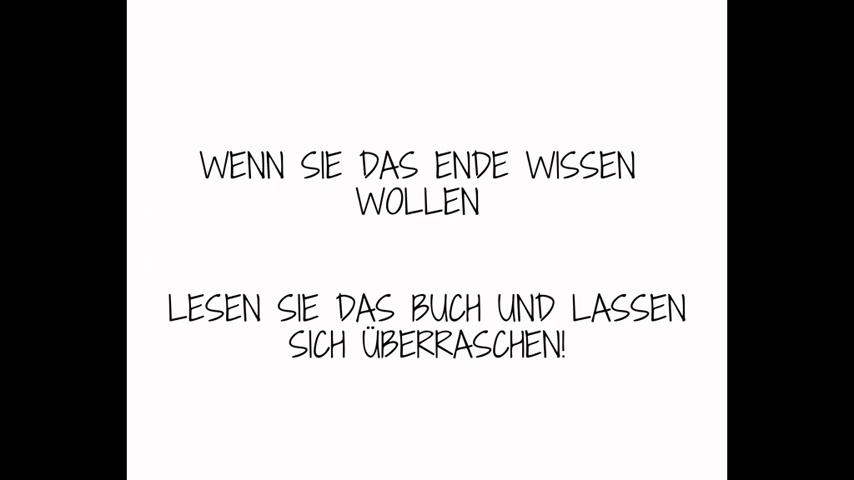 WENN SIE DAS ENDE WISSEN
WOLLEN
LESEN SIE DAS BUCH UND LASSEN
SICH ÜBERRASCHEN!